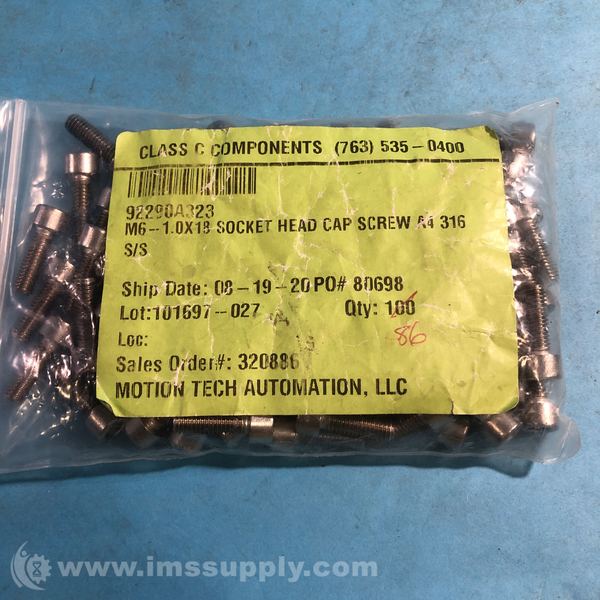 CLASS C COMPONENTS (763) 535-0400
92290A323
M6-1.0X18 SOCKET HEAD CAP SCREW A4 316
S/S
Ship Date: 08-19-20 PO# 80698
Lot:101697-027 Qty: 100
86
Loc:
Sales Order#: 320886
MOTION TECH AUTOMATION, LLC
www.imssupply.com